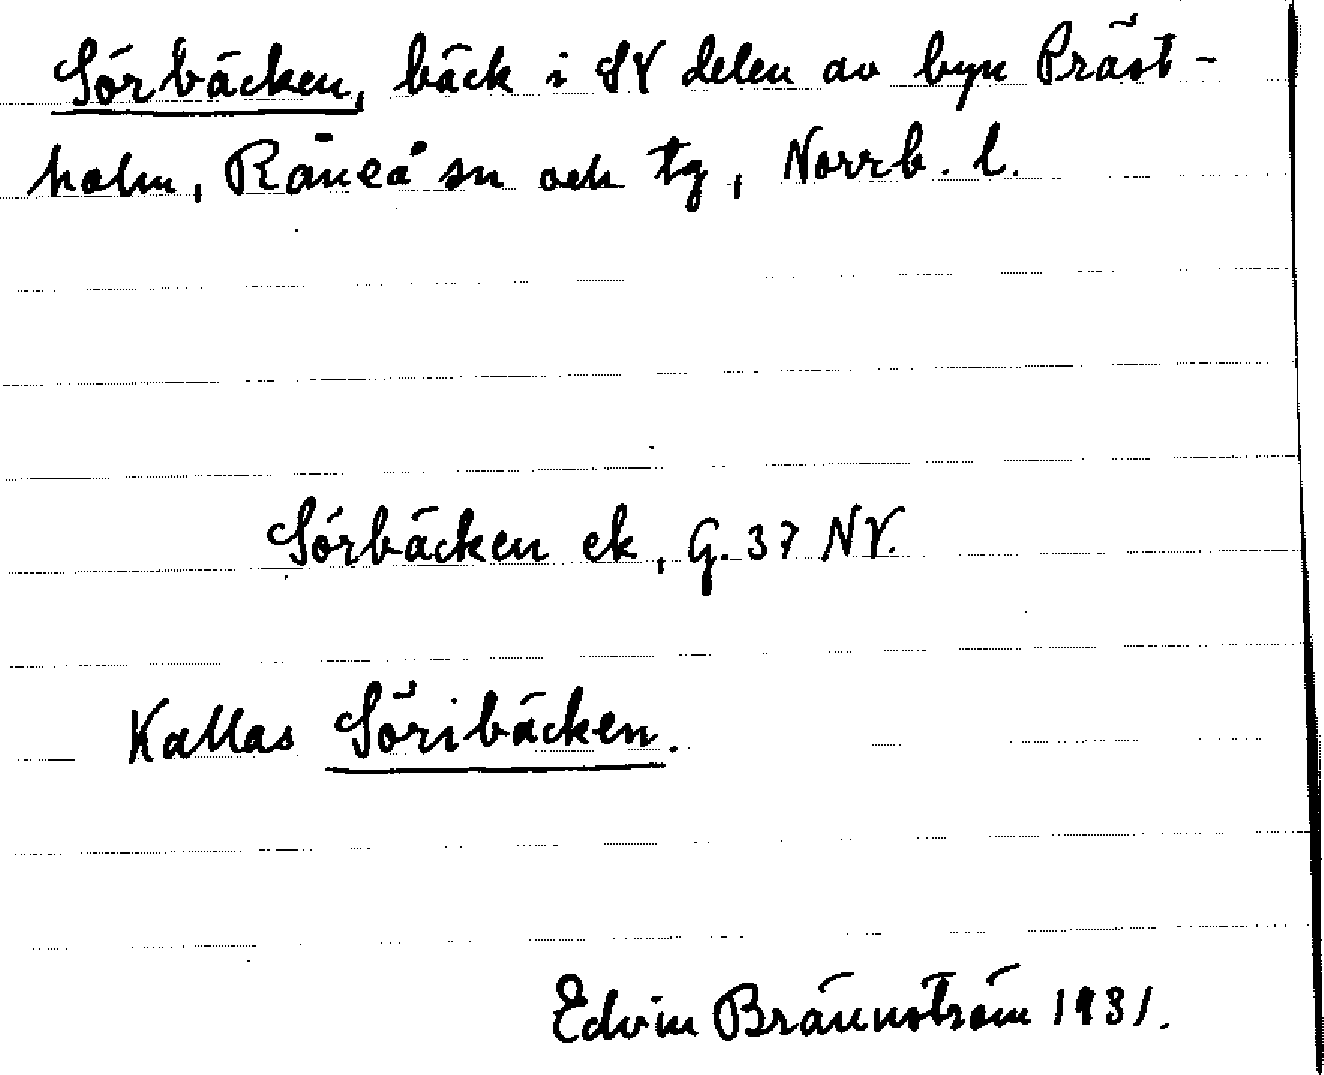 Sörbäcken, bäck i SV delen av byn Präst-
holm, Råneå sn och tg, Norrb. l.
Sörbäcken ek, G. 37 NV.
Kallas Söribäcken.
Edvin Brännström 1931.